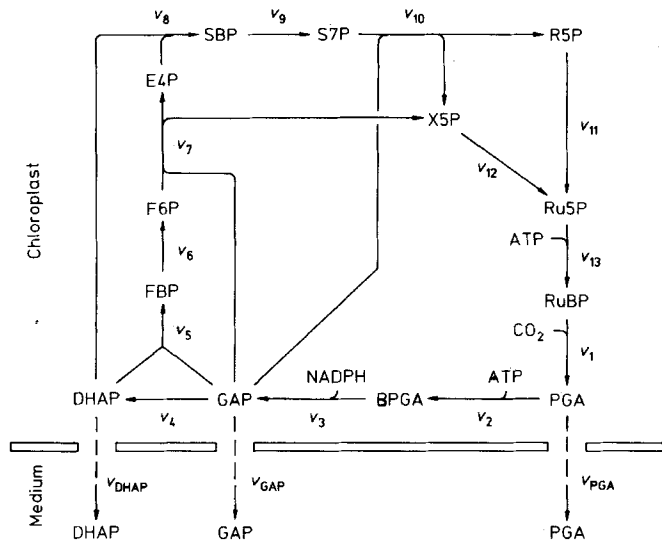 v8 v9 v10
SBP S7P R5P
E4P
X5P
v7 v11
v12
F6P Ru5P
ATP
v6 v13
FBP RuBP
v5 CO2 v1
NADPH ATP
DHAP GAP BPGA PGA
v4 v3 v2
vDHAP vGAP vPGA
DHAP GAP PGA
Chloroplast
Medium